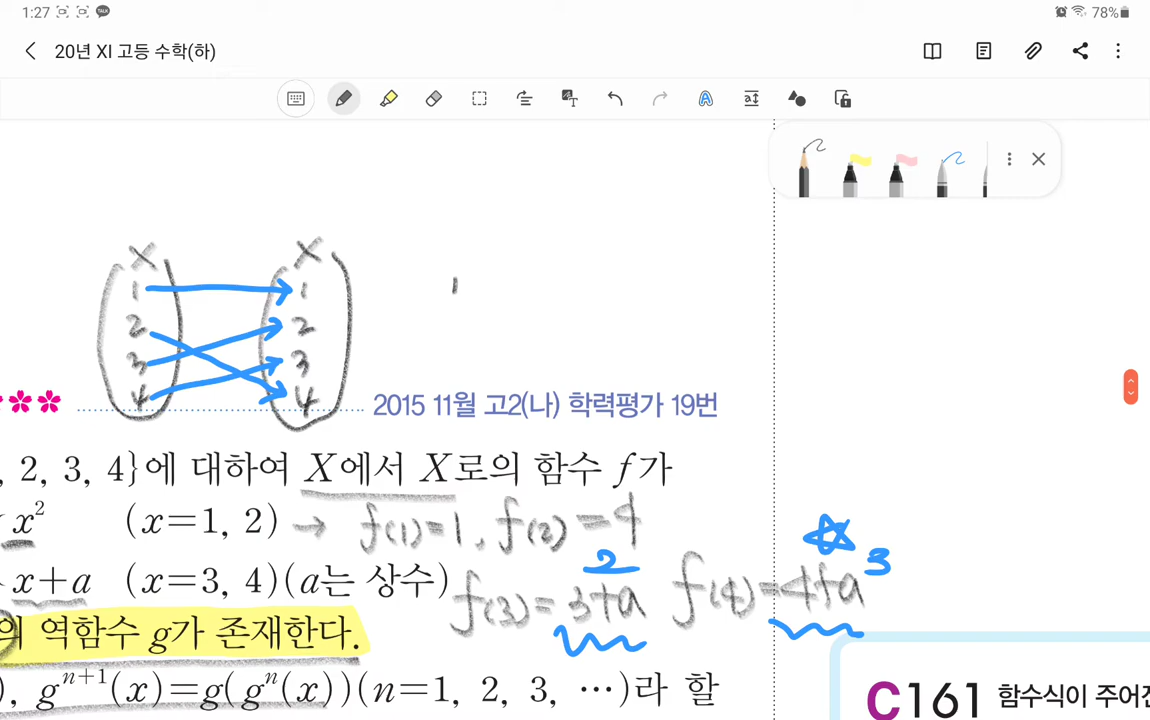 1:27 TALK 78%
20년 XI 고등 수학(하)
X X
1 1
2 2
3 3
4 4
2015 11월 고2(나) 학력평가 19번
, 2, 3, 4}에 대하여 X에서 X로의 함수 f가
x² (x=1, 2) → f(1)=1, f(2)=4
x+a (x=3, 4)(a는 상수) f(3)=3+a 2 f(4)=4+a 3
의 역함수 g가 존재한다.
), gⁿ⁺¹(x)=g(gⁿ(x))(n=1, 2, 3, …)라 할
C161 함수식이 주어